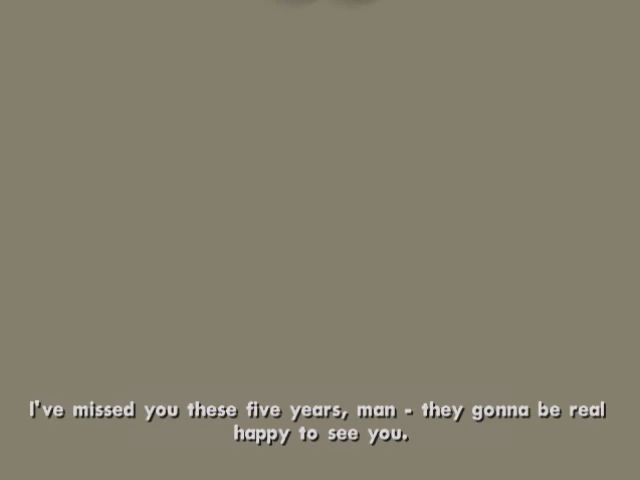 I've missed you these five years, man - they gonna be real
happy to see you.